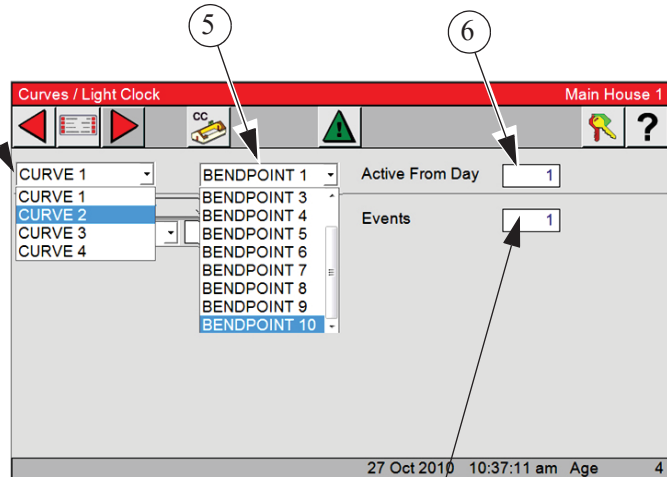 5
6
Curves / Light Clock Main House 1
CC ?
CURVE 1 BENDPOINT 1 Active From Day 1
CURVE 1 BENDPOINT 3
CURVE 2 BENDPOINT 4 Events 1
CURVE 3 BENDPOINT 5
CURVE 4 BENDPOINT 6
BENDPOINT 7
BENDPOINT 8
BENDPOINT 9
BENDPOINT 10
27 Oct 2010 10:37:11 am Age 4